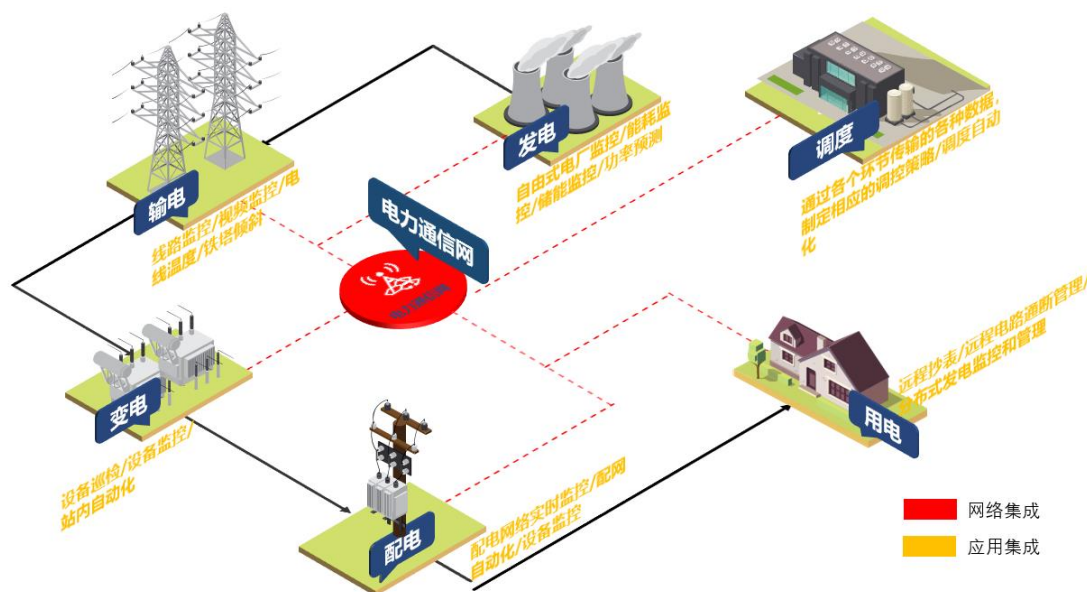 发电
自由式电厂监控/能耗监
控/储能监控/功率预测
调度
通过各个环节传输的各种数据,
制定相应的调控策略/调度自动
化
输电
线路监控/视频监控/电
线温度/铁塔倾斜
电力通信网
电力通信网
变电
设备巡检/设备监控/
站内自动化
配电
配电网络实时监控/配网
自动化/设备监控
用电
远程抄表/远程电路通断管理/
分布式发电监控和管理
网络集成
应用集成